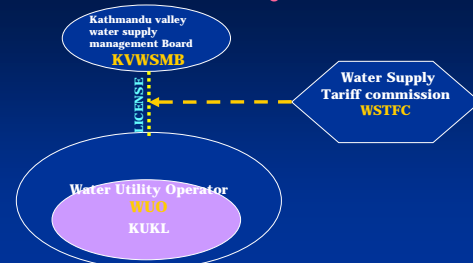 Kathmandu valley
water supply
management Board
KVWSMB
LICENSE
Water Supply
Tariff commission
WSTFC
Water Utility Operator
WUO
KUKL